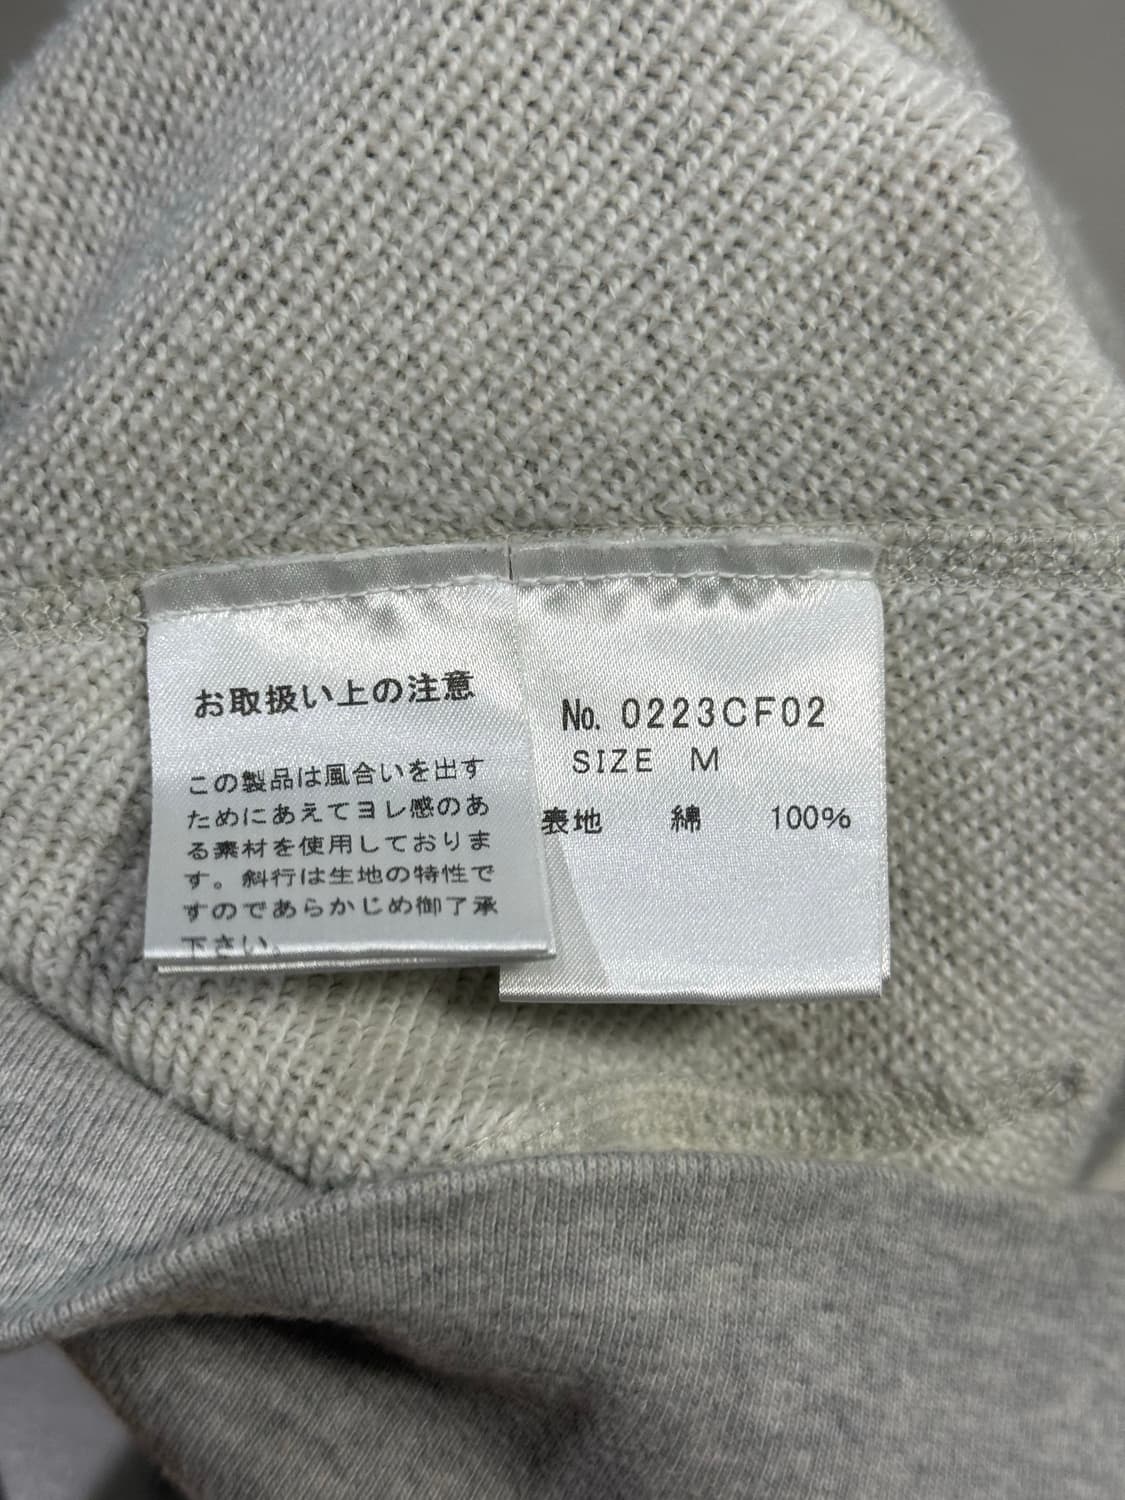 お取扱い上の注意
この製品は風合いを出す
ためにあえてヨレ感のあ
る素材を使用しておりま
す。斜行は生地の特性で
すのであらかじめ御了承
下さい。
№ 0223CF02
SIZE M
表地 綿 100%